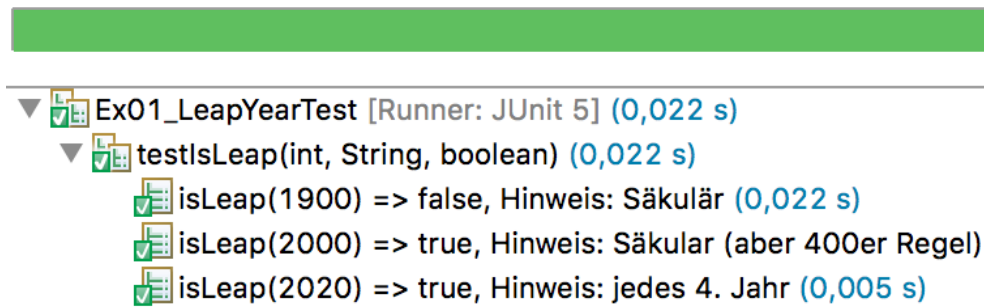 Ex01_LeapYearTest [Runner: JUnit 5] (0,022 s)
testIsLeap(int, String, boolean) (0,022 s)
isLeap(1900) => false, Hinweis: Säkulär (0,022 s)
isLeap(2000) => true, Hinweis: Säkular (aber 400er Regel)
isLeap(2020) => true, Hinweis: jedes 4. Jahr (0,005 s)